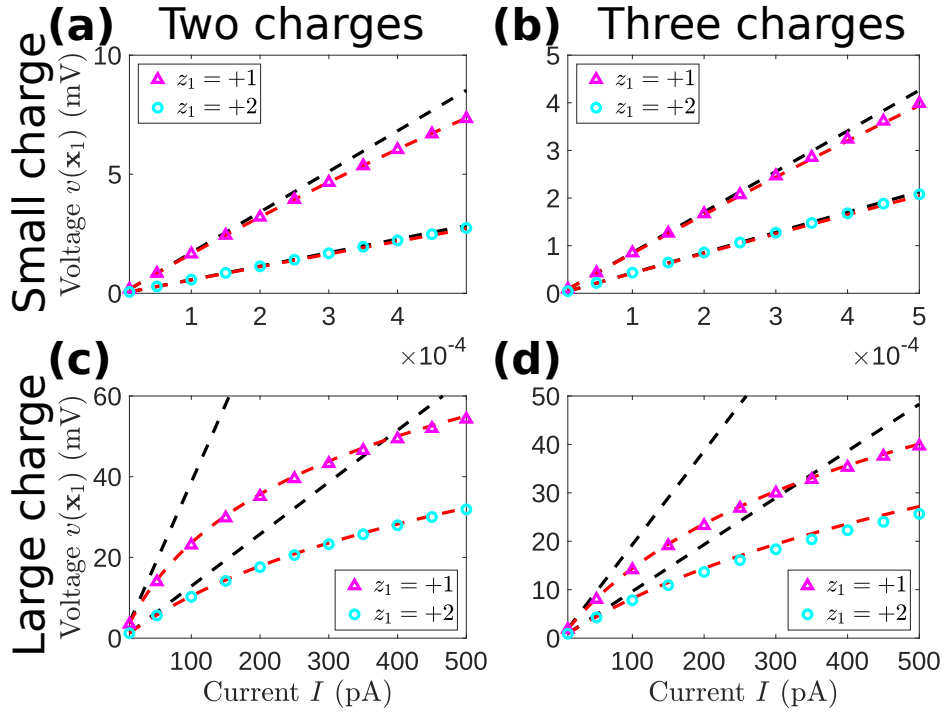 (a) Two charges
(b) Three charges
Small charge
Voltage v(x₁) (mV)
10
5
0
z₁ = +1
z₁ = +2
1 2 3 4
×10⁻⁴
5
4
3
2
1
0
z₁ = +1
z₁ = +2
1 2 3 4 5
×10⁻⁴
Large charge
(c)
Voltage v(x₁) (mV)
60
40
20
0
z₁ = +1
z₁ = +2
100 200 300 400 500
Current I (pA)
(d)
50
40
30
20
10
0
z₁ = +1
z₁ = +2
100 200 300 400 500
Current I (pA)